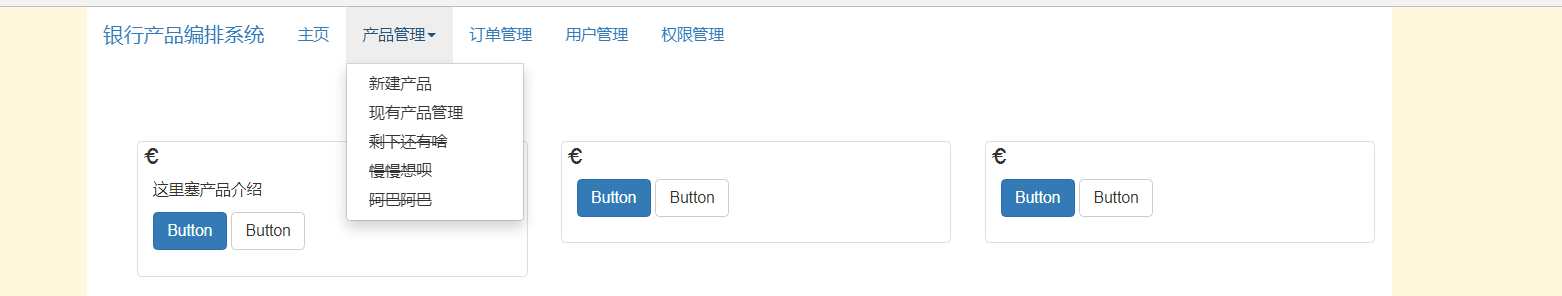 银行产品编排系统 主页 产品管理 订单管理 用户管理 权限管理
新建产品
现有产品管理
剩下还有啥
慢慢想呗
阿巴阿巴
€
这里塞产品介绍
Button Button
€
Button Button
€
Button Button